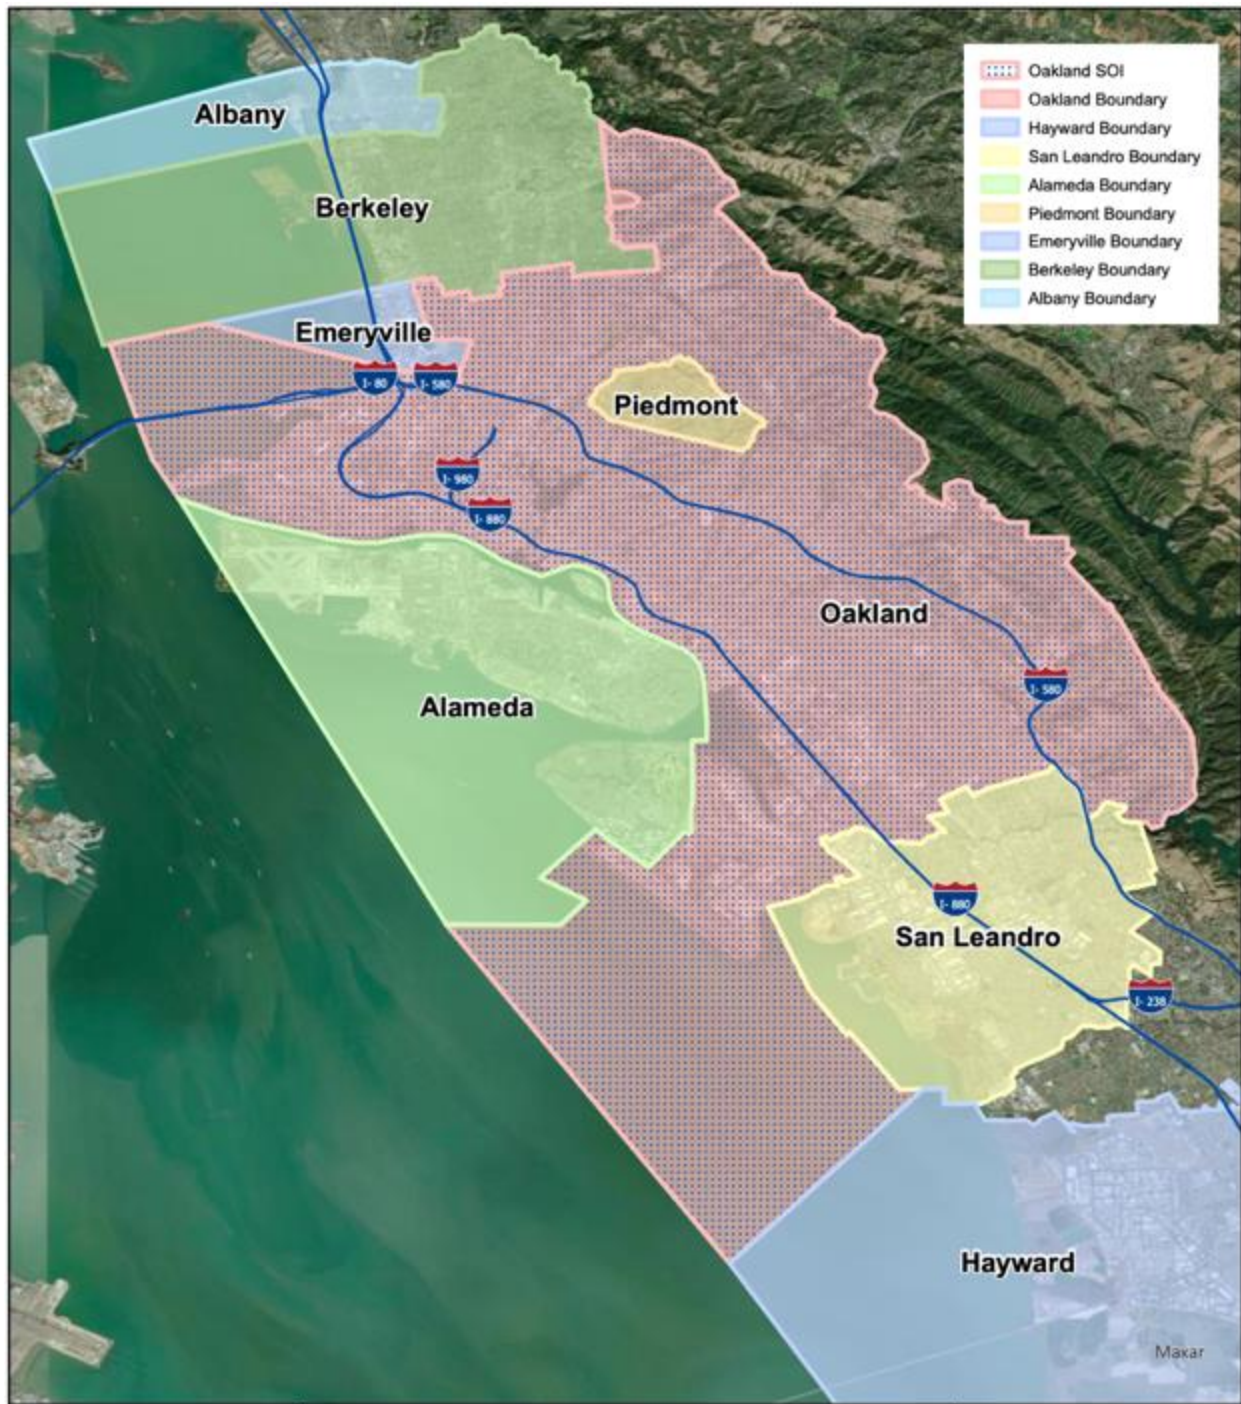 Oakland SOI
Oakland Boundary
Hayward Boundary
San Leandro Boundary
Alameda Boundary
Piedmont Boundary
Emeryville Boundary
Berkeley Boundary
Albany Boundary
Albany
Berkeley
Emeryville
I- 80
I- 580
Piedmont
I- 980
I- 880
Oakland
I- 580
Alameda
I- 880
San Leandro
I- 238
Hayward
Maxar